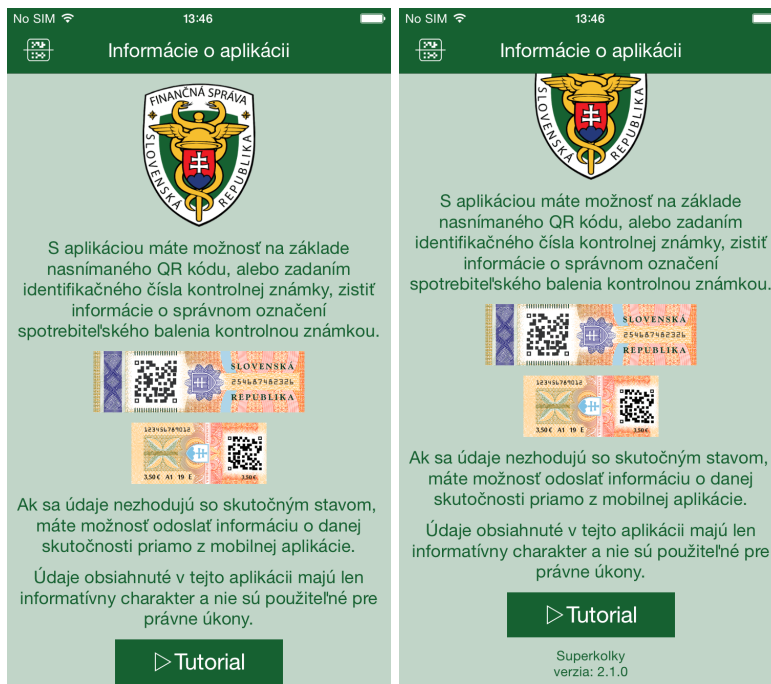 No SIM 13:46
Informácie o aplikácii
FINANČNÁ SPRÁVA
SLOVENSKÁ REPUBLIKA
S aplikáciou máte možnosť na základe
nasnímaného QR kódu, alebo zadaním
identifikačného čísla kontrolnej známky, zistiť
informácie o správnom označení
spotrebiteľského balenia kontrolnou známkou.
SLOVENSKÁ
254687482326
REPUBLIKA
123456789012
3,50€ A1 19 E
3,50€
Ak sa údaje nezhodujú so skutočným stavom,
máte možnosť odoslať informáciu o danej
skutočnosti priamo z mobilnej aplikácie.
Údaje obsiahnuté v tejto aplikácii majú len
informatívny charakter a nie sú použiteľné pre
právne úkony.
Tutorial
No SIM 13:46
Informácie o aplikácii
SLOVENSKÁ REPUBLIKA
S aplikáciou máte možnosť na základe
nasnímaného QR kódu, alebo zadaním
identifikačného čísla kontrolnej známky, zistiť
informácie o správnom označení
spotrebiteľského balenia kontrolnou známkou.
SLOVENSKÁ
254687482326
REPUBLIKA
123456789012
3,50€ A1 19 E
3,50€
Ak sa údaje nezhodujú so skutočným stavom,
máte možnosť odoslať informáciu o danej
skutočnosti priamo z mobilnej aplikácie.
Údaje obsiahnuté v tejto aplikácii majú len
informatívny charakter a nie sú použiteľné pre
právne úkony.
Tutorial
Superkolky
verzia: 2.1.0